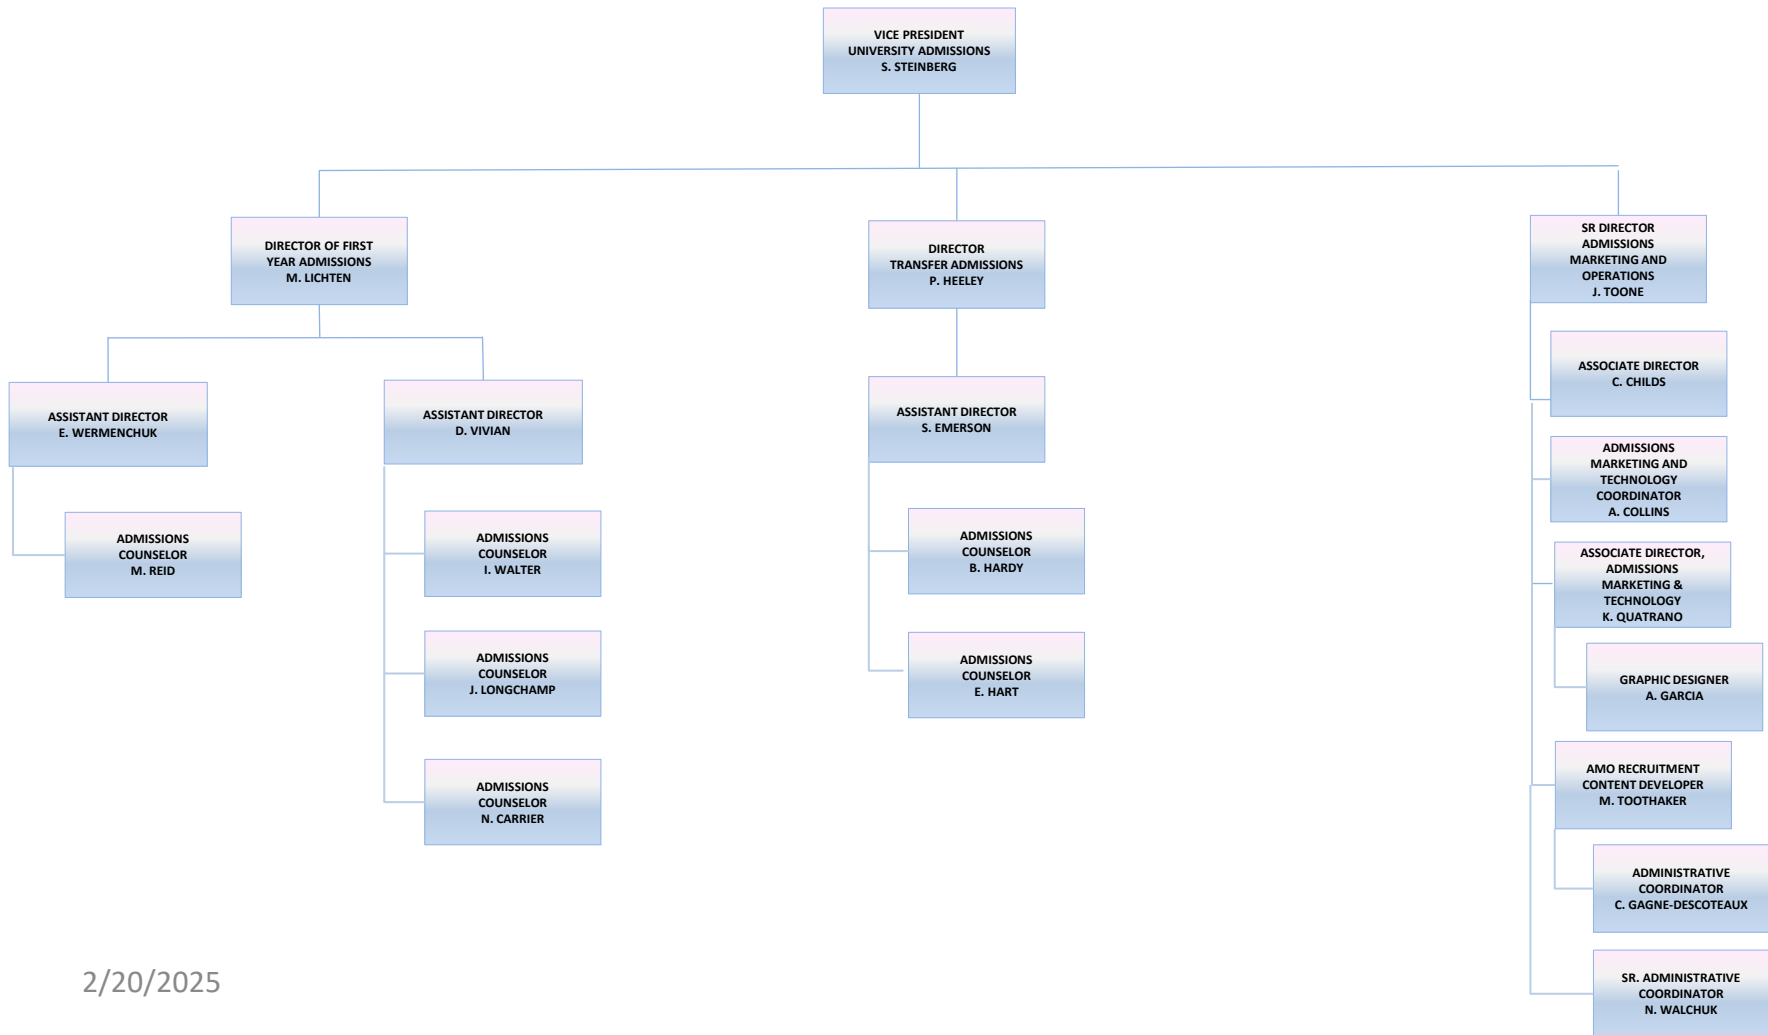 VICE PRESIDENT
UNIVERSITY ADMISSIONS
S. STEINBERG
DIRECTOR OF FIRST
YEAR ADMISSIONS
M. LICHTEN
DIRECTOR
TRANSFER ADMISSIONS
P. HEELEY
SR DIRECTOR
ADMISSIONS
MARKETING AND
OPERATIONS
J. TOONE
ASSISTANT DIRECTOR
E. WERMENCHUK
ASSISTANT DIRECTOR
D. VIVIAN
ASSISTANT DIRECTOR
S. EMERSON
ASSOCIATE DIRECTOR
C. CHILDS
ADMISSIONS
MARKETING AND
TECHNOLOGY
COORDINATOR
A. COLLINS
ADMISSIONS
COUNSELOR
M. REID
ADMISSIONS
COUNSELOR
I. WALTER
ADMISSIONS
COUNSELOR
B. HARDY
ASSOCIATE DIRECTOR,
ADMISSIONS
MARKETING &
TECHNOLOGY
K. QUATRANO
ADMISSIONS
COUNSELOR
J. LONGCHAMP
ADMISSIONS
COUNSELOR
E. HART
GRAPHIC DESIGNER
A. GARCIA
ADMISSIONS
COUNSELOR
N. CARRIER
AMO RECRUITMENT
CONTENT DEVELOPER
M. TOOTHAKER
ADMINISTRATIVE
COORDINATOR
C. GAGNE-DESCOTEAUX
SR. ADMINISTRATIVE
COORDINATOR
N. WALCHUK
2/20/2025